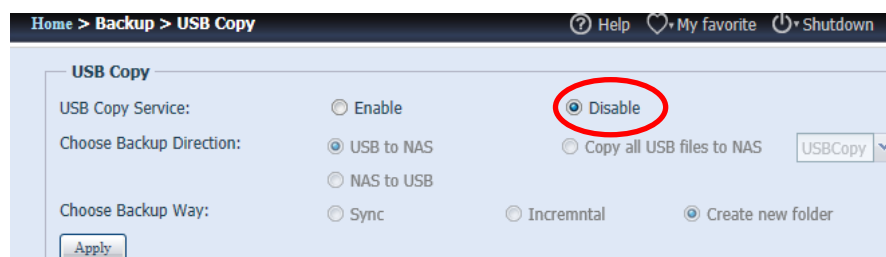 Home > Backup > USB Copy Help My favorite Shutdown
USB Copy
USB Copy Service: Enable Disable
Choose Backup Direction: USB to NAS Copy all USB files to NAS USBCopy
NAS to USB
Choose Backup Way: Sync Incremntal Create new folder
Apply